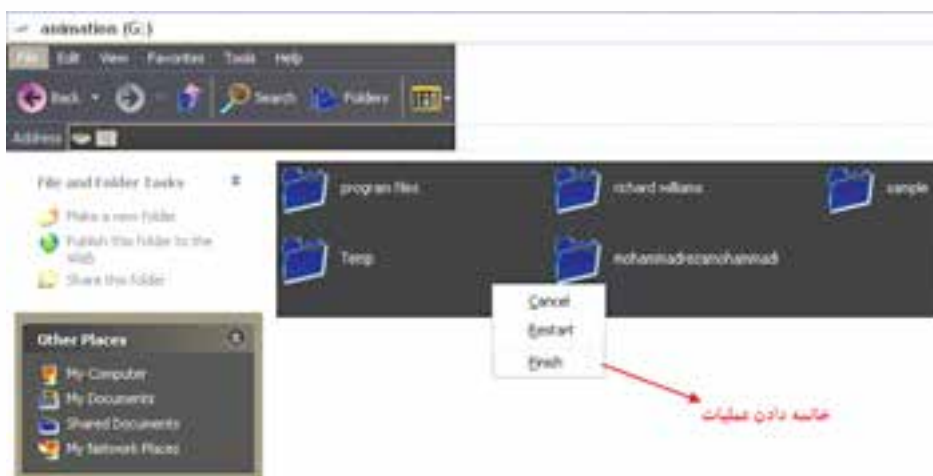 animation (G:)
File Edit View Favorites Tools Help
Back Search Folders
Address
File and Folder Tasks
Make a new folder
Publish this folder to the
web
Share this folder
program files
richard williams
sample
Temp
mohammadrezamohammadi
Cancel
Restart
Finish
خاتمه دادن عملیات
Other Places
My Computer
My Documents
Shared Documents
My Network Places